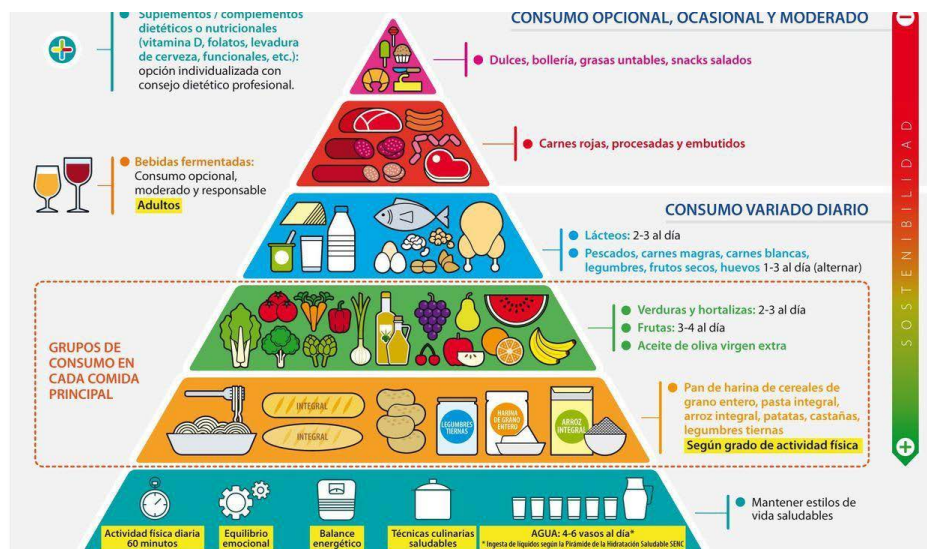 Suplementos / complementos
dietéticos o nutricionales
(vitamina D, folatos, levadura
de cerveza, funcionales, etc.):
opción individualizada con
consejo dietético profesional.
CONSUMO OPCIONAL, OCASIONAL Y MODERADO
Dulces, bollería, grasas untables, snacks salados
Carnes rojas, procesadas y embutidos
Bebidas fermentadas:
Consumo opcional,
moderado y responsable
Adultos
CONSUMO VARIADO DIARIO
Lácteos: 2-3 al día
Pescados, carnes magras, carnes blancas,
legumbres, frutos secos, huevos 1-3 al día (alternar)
SOSTENIBILIDAD
GRUPOS DE
CONSUMO EN
CADA COMIDA
PRINCIPAL
Verduras y hortalizas: 2-3 al día
Frutas: 3-4 al día
Aceite de oliva virgen extra
INTEGRAL
INTEGRAL
LEGUMBRES
TIERNAS
HARINA
DE GRANO
ENTERO
ARROZ
INTEGRAL
Pan de harina de cereales de
grano entero, pasta integral,
arroz integral, patatas, castañas,
legumbres tiernas
Según grado de actividad física
Actividad física diaria
60 minutos
Equilibrio
emocional
Balance
energético
Técnicas culinarias
saludables
AGUA: 4-6 vasos al día*
* Ingesta de líquidos según la Pirámide de la Hidratación Saludable SENC
Mantener estilos de
vida saludables